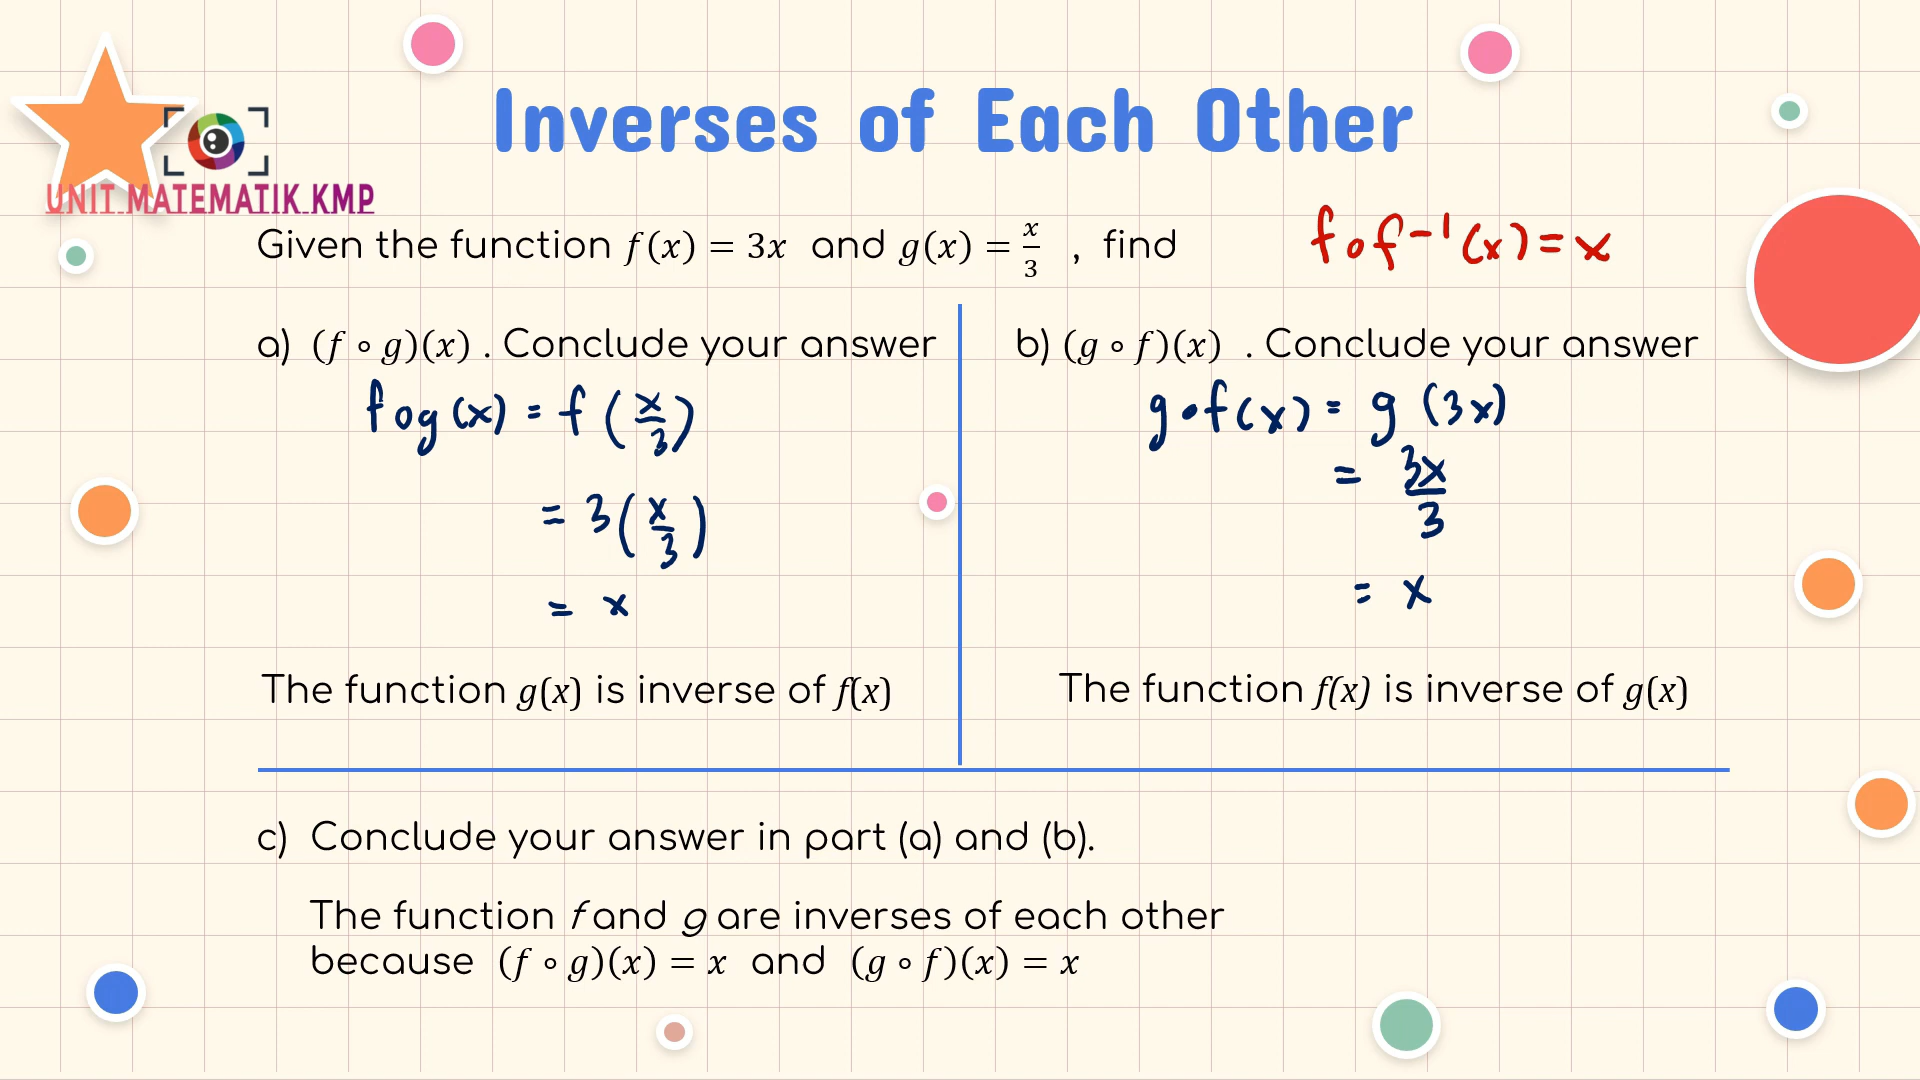 Inverses of Each Other
UNIT MATEMATIK KMP
Given the function f(x) = 3x and g(x) = x/3 , find
f o f⁻¹(x) = x
a) (f ∘ g)(x) . Conclude your answer
f o g (x) = f (x/3)
= 3 (x/3)
= x
The function g(x) is inverse of f(x)
b) (g ∘ f)(x) . Conclude your answer
g o f(x) = g (3x)
= 3x/3
= x
The function f(x) is inverse of g(x)
c) Conclude your answer in part (a) and (b).
The function f and g are inverses of each other
because (f ∘ g)(x) = x and (g ∘ f)(x) = x